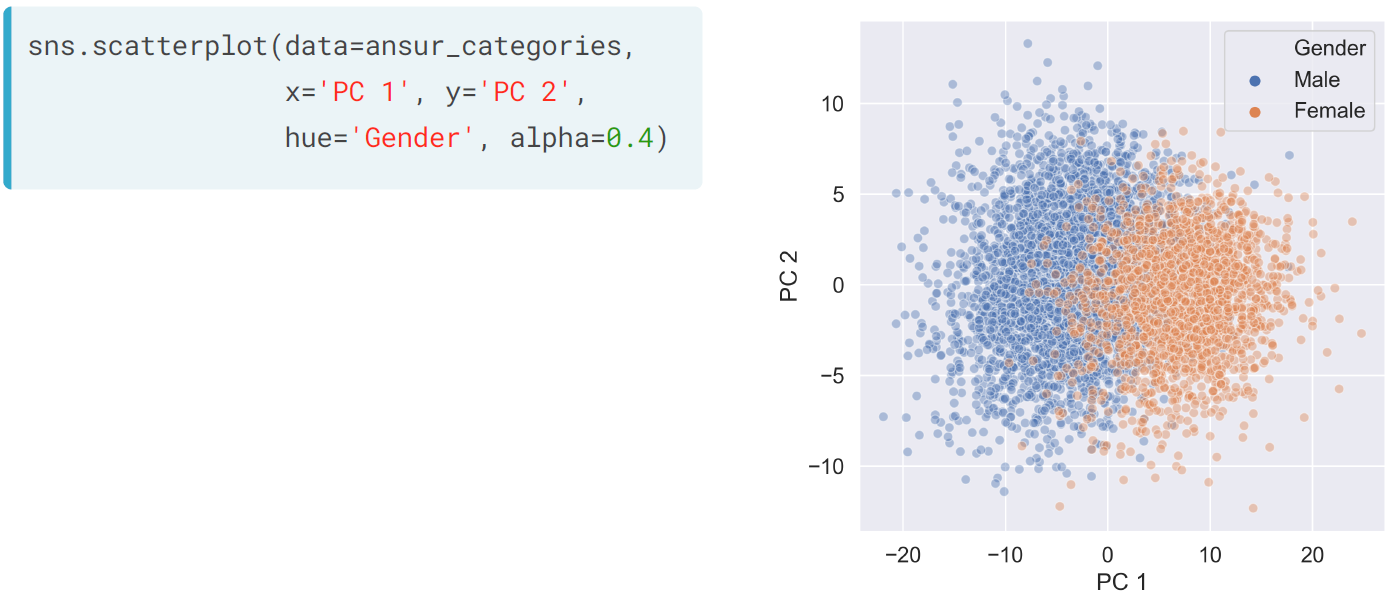 sns.scatterplot(data=ansur_categories,
x='PC 1', y='PC 2',
hue='Gender', alpha=0.4)
Gender
Male
Female
10
5
0
−5
−10
PC 2
−20
−10
0
10
20
PC 1